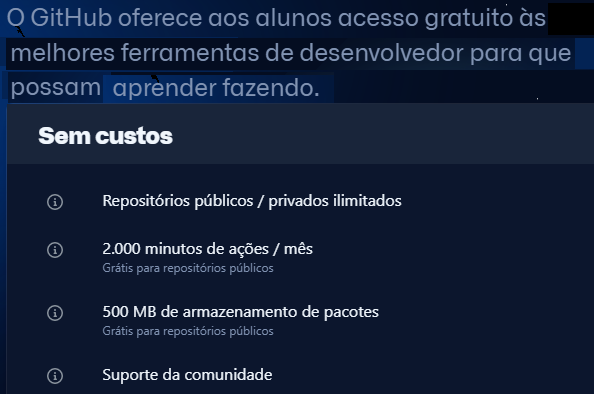 O GitHub oferece aos alunos acesso gratuito às
melhores ferramentas de desenvolvedor para que
possam aprender fazendo.
Sem custos
Repositórios públicos / privados ilimitados
2.000 minutos de ações / mês
Grátis para repositórios públicos
500 MB de armazenamento de pacotes
Grátis para repositórios públicos
Suporte da comunidade